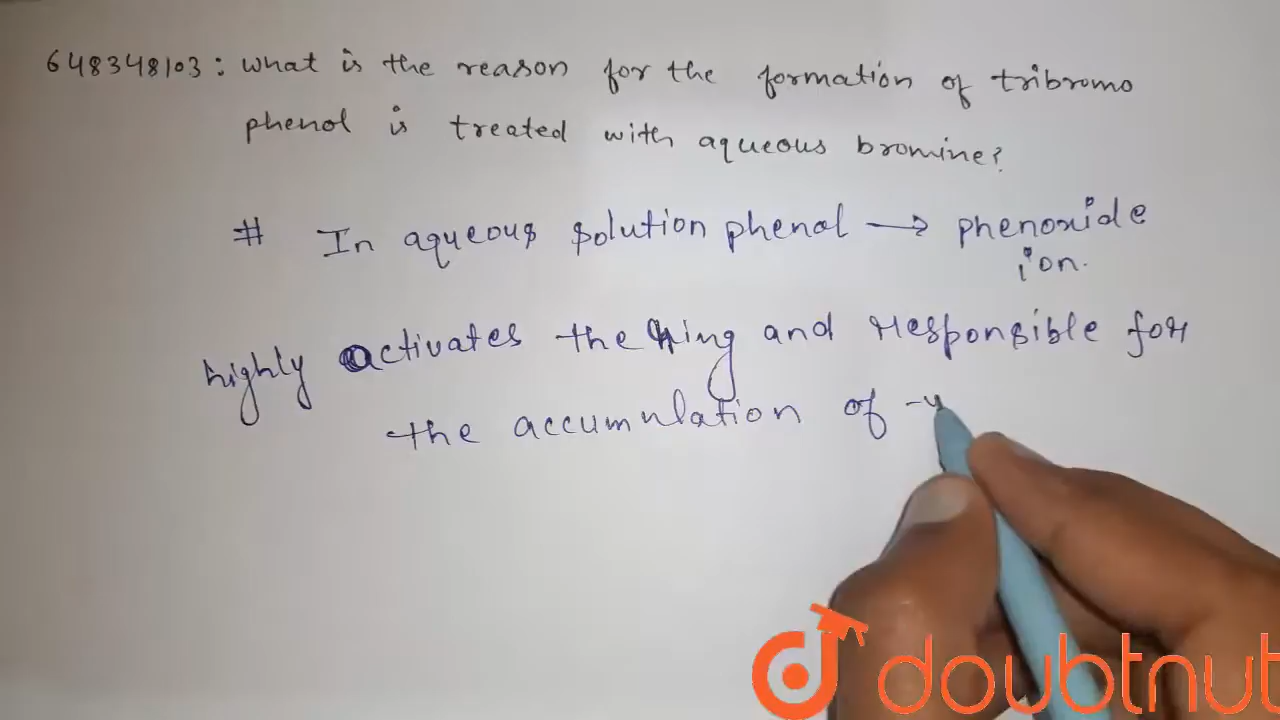 648348103: what is the reason for the formation of tribromo
phenol is treated with aqueous bromine?
# In aqueous solution phenol → phenoxide
ion.
highly activates the ring and responsible for
the accumulation of -v
doubtnut